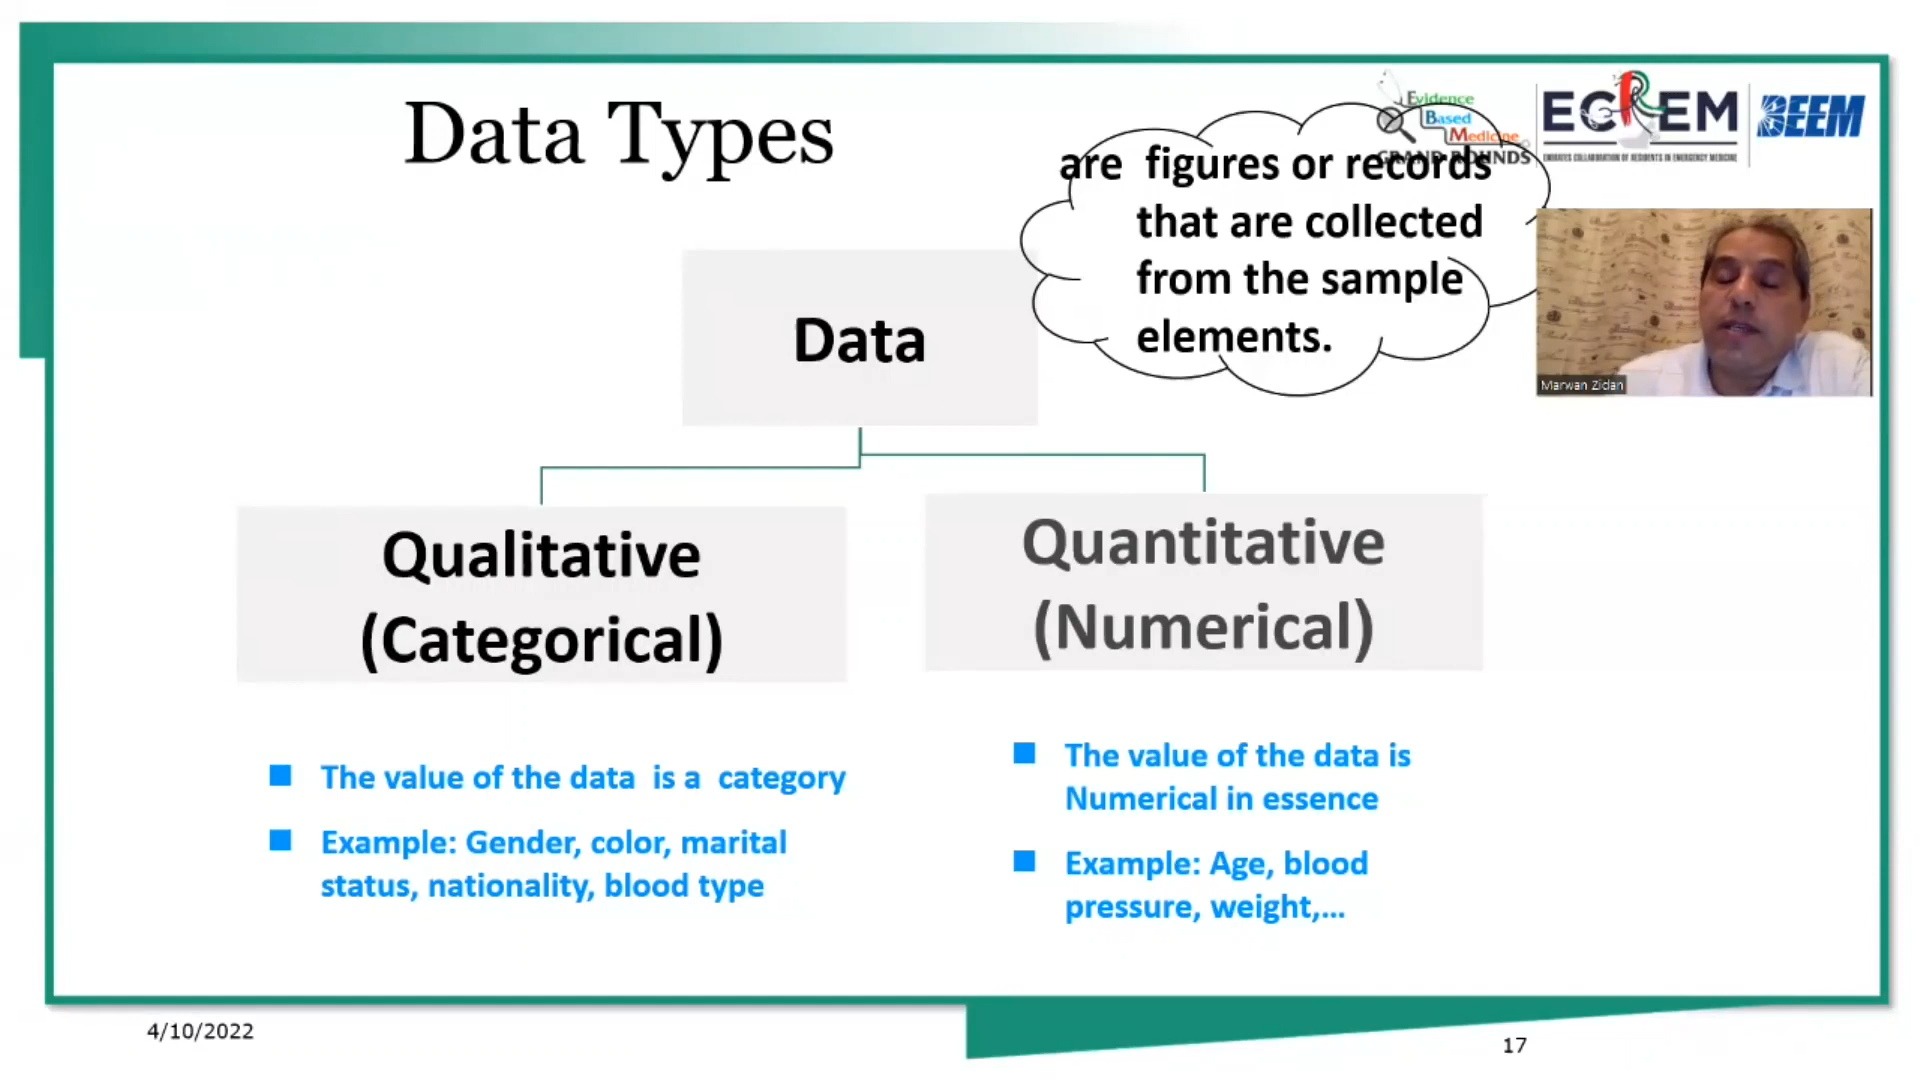 Data Types
Evidence
Based
Medicine
GRAND ROUNDS
ECREM
EMIRATES COLLABORATION OF RESIDENTS IN EMERGENCY MEDICINE
BEEM
are figures or records
that are collected
from the sample
elements.
Marwan Zidan
Data
Qualitative
(Categorical)
Quantitative
(Numerical)
■ The value of the data is a category
■ Example: Gender, color, marital
status, nationality, blood type
■ The value of the data is
Numerical in essence
■ Example: Age, blood
pressure, weight,...
4/10/2022
17